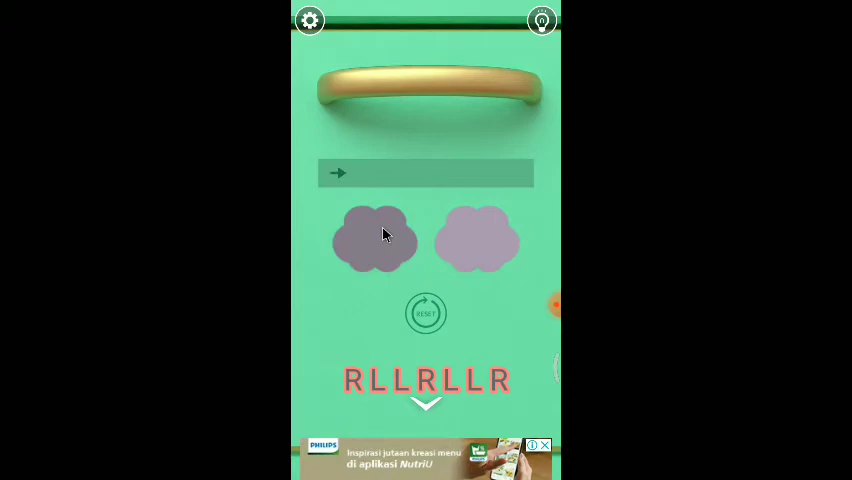 RESET
RLLRLLR
PHILIPS
Inspirasi jutaan kreasi menu
di aplikasi NutriU